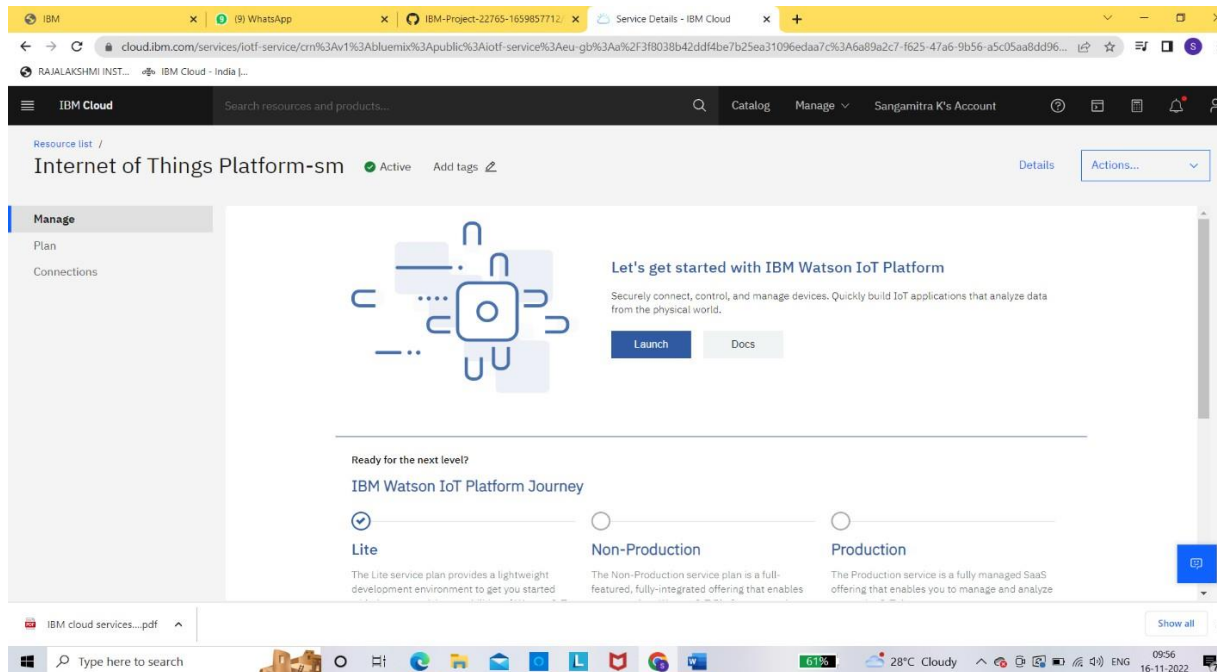 IBM
(9) WhatsApp
IBM-Project-22765-1659857712/
Service Details - IBM Cloud
cloud.ibm.com/services/iotf-service/crn%3Av1%3Abluemix%3Apublic%3Aiotf-service%3Aeu-gb%3Aa%2F3f8038b42ddf4be7b25ea31096edaa7c%3A6a89a2c7-f625-47a6-9b56-a5c05aa8dd96...
S
RAJALAKSHMI INST...
IBM Cloud - India |...
IBM Cloud
Search resources and products...
Catalog
Manage
Sangamitra K's Account
Resource list /
Internet of Things Platform-sm
Active
Add tags
Details
Actions...
Manage
Plan
Connections
Let's get started with IBM Watson IoT Platform
Securely connect, control, and manage devices. Quickly build IoT applications that analyze data
from the physical world.
Launch
Docs
Ready for the next level?
IBM Watson IoT Platform Journey
Lite
Non-Production
Production
The Lite service plan provides a lightweight
development environment to get you started
The Non-Production service plan is a full-
featured, fully-integrated offering that enables
The Production service is a fully managed SaaS
offering that enables you to manage and analyze
IBM cloud services....pdf
Show all
Type here to search
L
61%
28°C Cloudy
ENG
09:56
16-11-2022